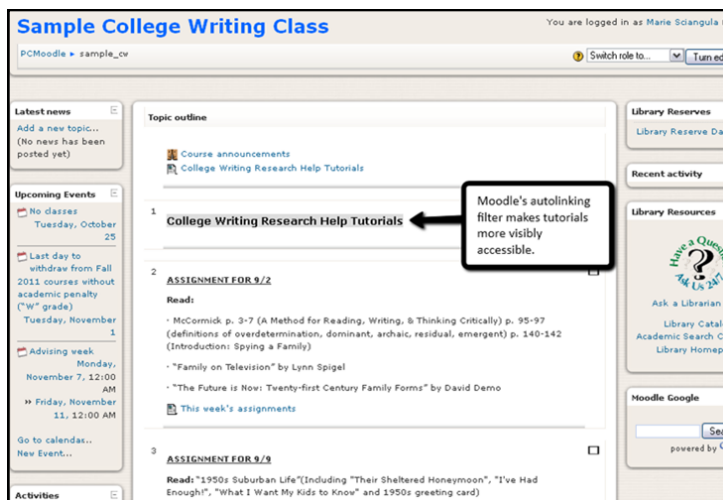 Sample College Writing Class
You are logged in as Marie Sciangula
PCMoodle ► sample_cv
Switch role to...
Turn ed
Latest news
Add a new topic...
(No news has been
posted yet)
Upcoming Events
No classes
Tuesday, October
25
Last day to
withdraw from Fall
2011 courses without
academic penalty
("W" grade)
Tuesday, November
1
Advising week
Monday,
November 7, 12:00
AM
» Friday, November
11, 12:00 AM
Go to calendar...
New Event...
Activities
Topic outline
Course announcements
College Writing Research Help Tutorials
1
College Writing Research Help Tutorials
Moodle's autolinking
filter makes tutorials
more visibly
accessible.
2
ASSIGNMENT FOR 9/2
Read:
· McCormick p. 3-7 (A Method for Reading, Writing, & Thinking Critically) p. 95-97
(definitions of overdetermination, dominant, archaic, residual, emergent) p. 140-142
(Introduction: Spying a Family)
· "Family on Television" by Lynn Spigel
· "The Future is Now: Twenty-first Century Family Forms" by David Demo
This week's assignments
3
ASSIGNMENT FOR 9/9
Read: "1950s Suburban Life"(Including "Their Sheltered Honeymoon", "I've Had
Enough!", "What I Want My Kids to Know" and 1950s greeting card)
Library Reserves
Library Reserve Da
Recent activity
Library Resources
Have a Ques
?
Ask Us 24/7
Ask a Librarian
Library Catal
Academic Search C
Library Homep
Moodle Google
Sea
powered by